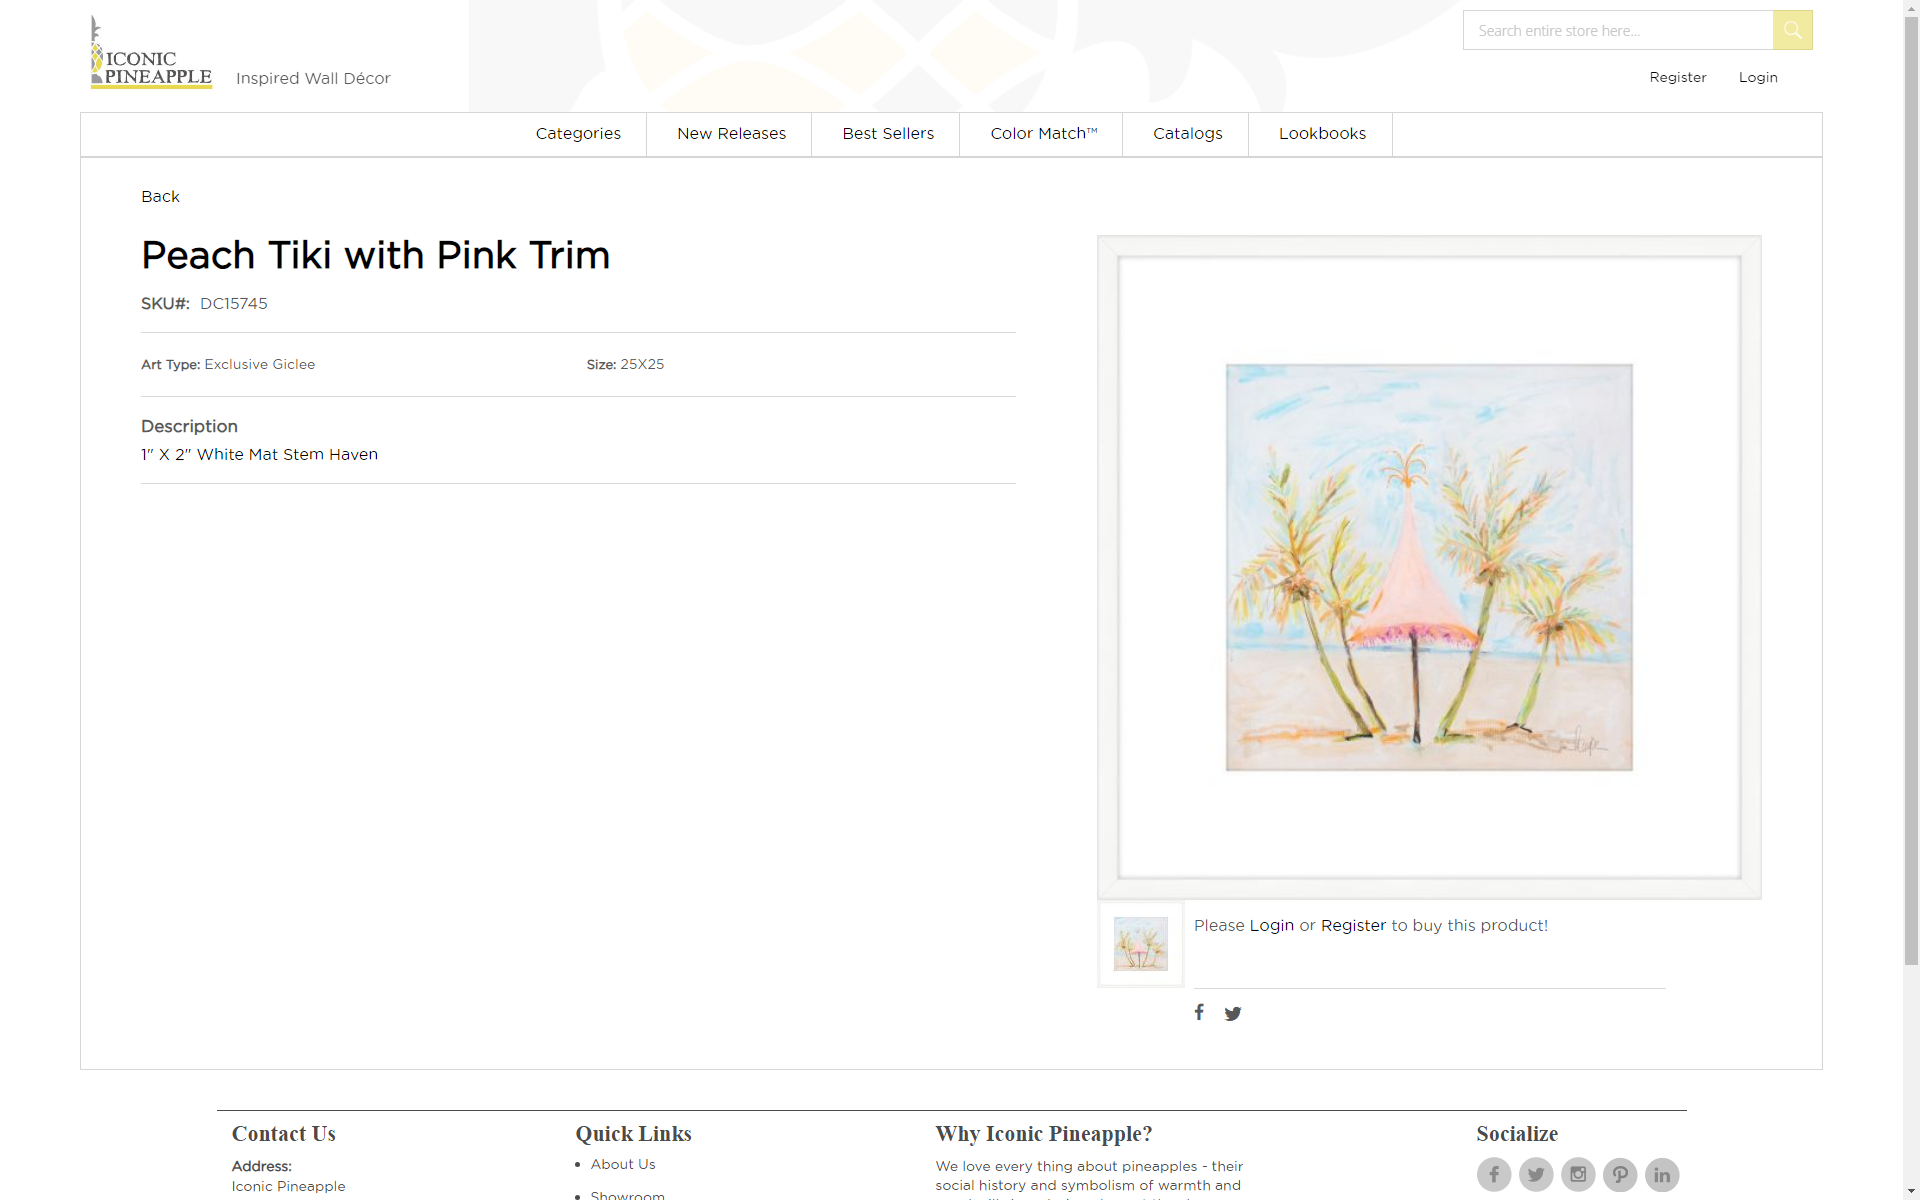 ICONIC
PINEAPPLE
Inspired Wall Décor
Search entire store here...
Register
Login
Categories
New Releases
Best Sellers
Color Match™
Catalogs
Lookbooks
Back
Peach Tiki with Pink Trim
SKU#: DC15745
Art Type: Exclusive Giclee
Size: 25X25
Description
1" X 2" White Mat Stem Haven
Please Login or Register to buy this product!
Contact Us
Address:
Iconic Pineapple
Quick Links
About Us
Showroom
Why Iconic Pineapple?
We love every thing about pineapples - their
social history and symbolism of warmth and
Socialize